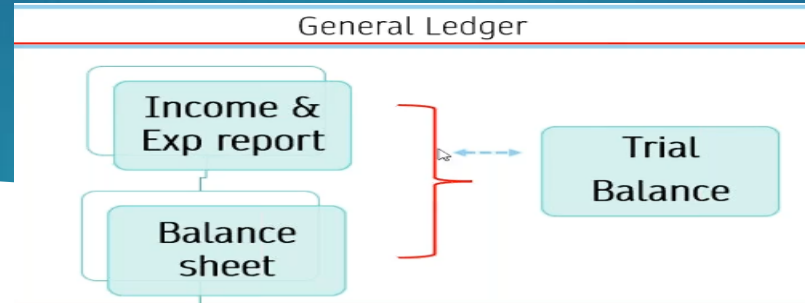 General Ledger
Income &
Exp report
Trial
Balance
Balance
sheet